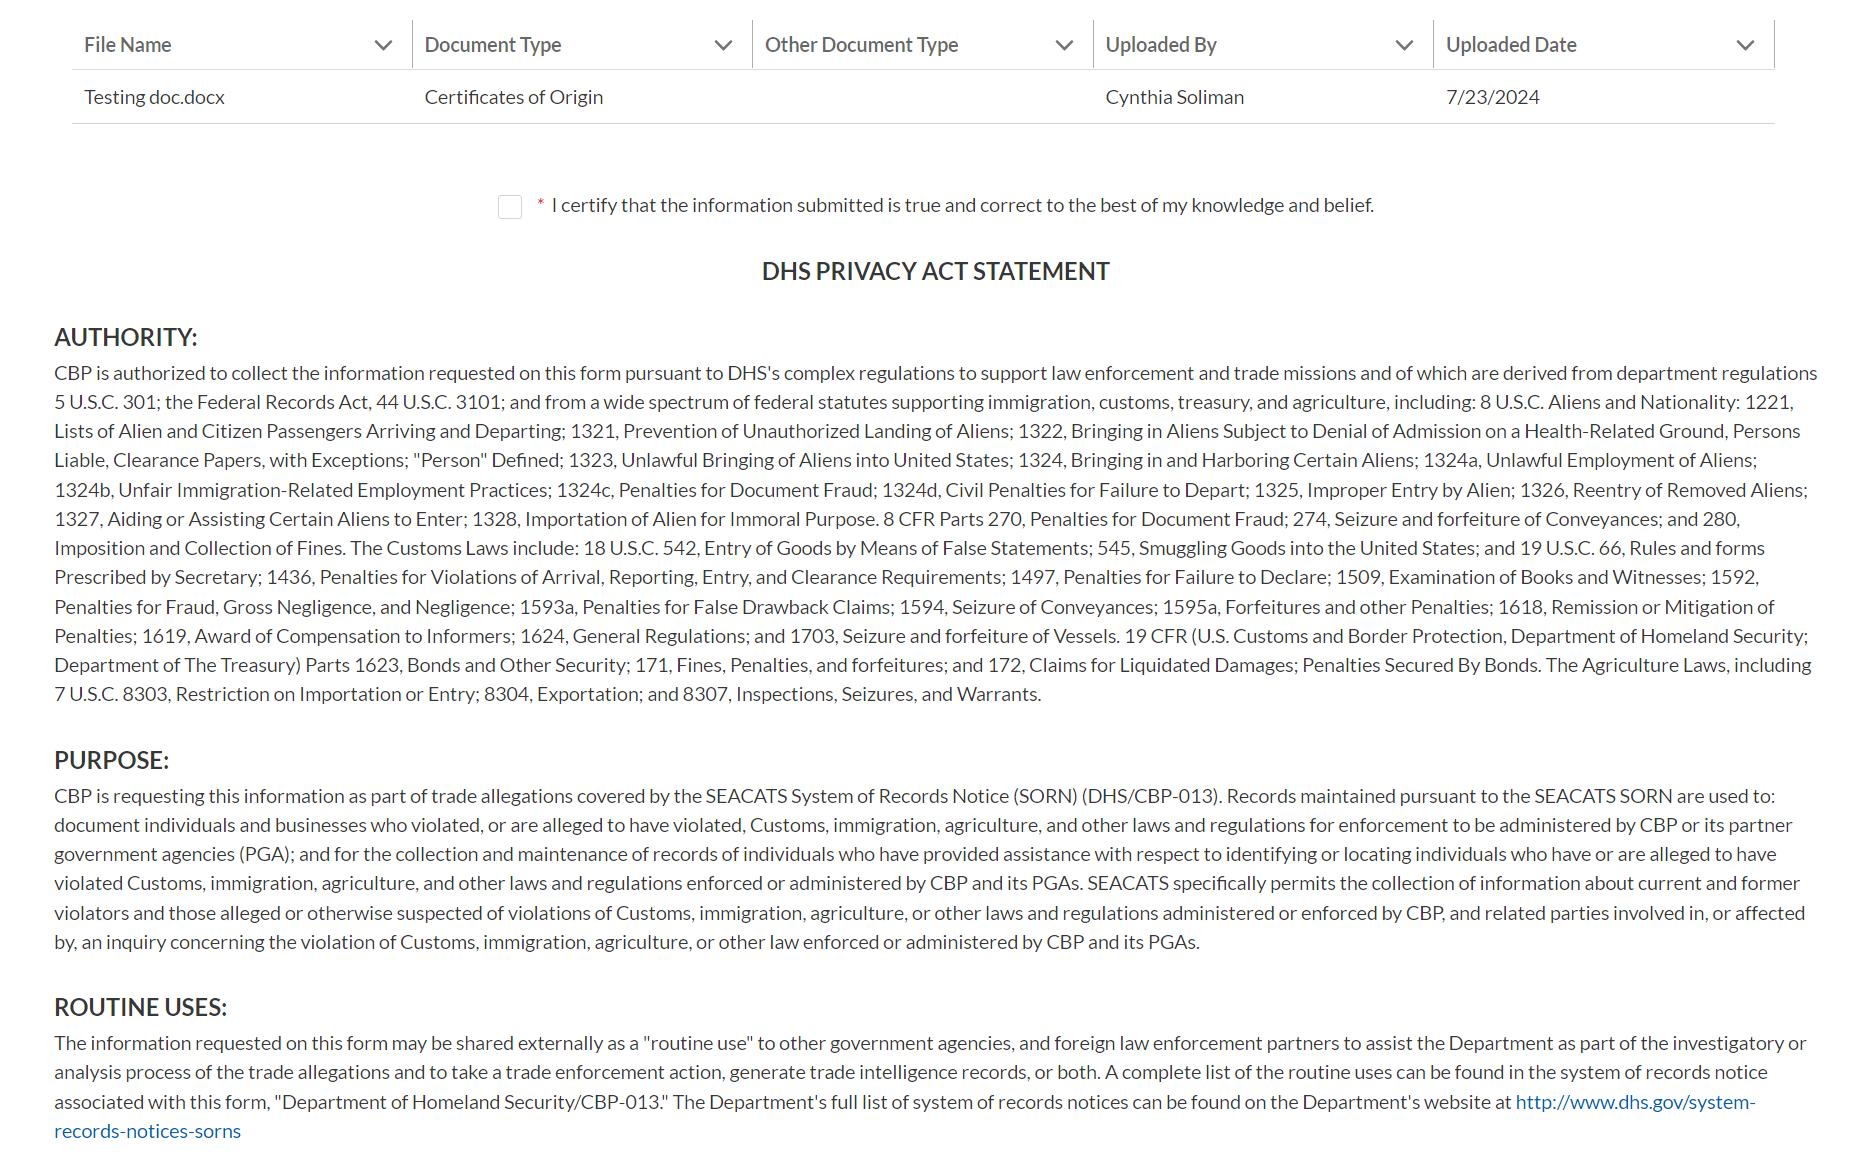 File Name Document Type Other Document Type Uploaded By Uploaded Date
Testing doc.docx Certificates of Origin Cynthia Soliman 7/23/2024
* I certify that the information submitted is true and correct to the best of my knowledge and belief.
DHS PRIVACY ACT STATEMENT
AUTHORITY:
CBP is authorized to collect the information requested on this form pursuant to DHS's complex regulations to support law enforcement and trade missions and of which are derived from department regulations
5 U.S.C. 301; the Federal Records Act, 44 U.S.C. 3101; and from a wide spectrum of federal statutes supporting immigration, customs, treasury, and agriculture, including: 8 U.S.C. Aliens and Nationality: 1221,
Lists of Alien and Citizen Passengers Arriving and Departing; 1321, Prevention of Unauthorized Landing of Aliens; 1322, Bringing in Aliens Subject to Denial of Admission on a Health-Related Ground, Persons
Liable, Clearance Papers, with Exceptions; "Person" Defined; 1323, Unlawful Bringing of Aliens into United States; 1324, Bringing in and Harboring Certain Aliens; 1324a, Unlawful Employment of Aliens;
1324b, Unfair Immigration-Related Employment Practices; 1324c, Penalties for Document Fraud; 1324d, Civil Penalties for Failure to Depart; 1325, Improper Entry by Alien; 1326, Reentry of Removed Aliens;
1327, Aiding or Assisting Certain Aliens to Enter; 1328, Importation of Alien for Immoral Purpose. 8 CFR Parts 270, Penalties for Document Fraud; 274, Seizure and forfeiture of Conveyances; and 280,
Imposition and Collection of Fines. The Customs Laws include: 18 U.S.C. 542, Entry of Goods by Means of False Statements; 545, Smuggling Goods into the United States; and 19 U.S.C. 66, Rules and forms
Prescribed by Secretary; 1436, Penalties for Violations of Arrival, Reporting, Entry, and Clearance Requirements; 1497, Penalties for Failure to Declare; 1509, Examination of Books and Witnesses; 1592,
Penalties for Fraud, Gross Negligence, and Negligence; 1593a, Penalties for False Drawback Claims; 1594, Seizure of Conveyances; 1595a, Forfeitures and other Penalties; 1618, Remission or Mitigation of
Penalties; 1619, Award of Compensation to Informers; 1624, General Regulations; and 1703, Seizure and forfeiture of Vessels. 19 CFR (U.S. Customs and Border Protection, Department of Homeland Security;
Department of The Treasury) Parts 1623, Bonds and Other Security; 171, Fines, Penalties, and forfeitures; and 172, Claims for Liquidated Damages; Penalties Secured By Bonds. The Agriculture Laws, including
7 U.S.C. 8303, Restriction on Importation or Entry; 8304, Exportation; and 8307, Inspections, Seizures, and Warrants.
PURPOSE:
CBP is requesting this information as part of trade allegations covered by the SEACATS System of Records Notice (SORN) (DHS/CBP-013). Records maintained pursuant to the SEACATS SORN are used to:
document individuals and businesses who violated, or are alleged to have violated, Customs, immigration, agriculture, and other laws and regulations for enforcement to be administered by CBP or its partner
government agencies (PGA); and for the collection and maintenance of records of individuals who have provided assistance with respect to identifying or locating individuals who have or are alleged to have
violated Customs, immigration, agriculture, and other laws and regulations enforced or administered by CBP and its PGAs. SEACATS specifically permits the collection of information about current and former
violators and those alleged or otherwise suspected of violations of Customs, immigration, agriculture, or other laws and regulations administered or enforced by CBP, and related parties involved in, or affected
by, an inquiry concerning the violation of Customs, immigration, agriculture, or other law enforced or administered by CBP and its PGAs.
ROUTINE USES:
The information requested on this form may be shared externally as a "routine use" to other government agencies, and foreign law enforcement partners to assist the Department as part of the investigatory or
analysis process of the trade allegations and to take a trade enforcement action, generate trade intelligence records, or both. A complete list of the routine uses can be found in the system of records notice
associated with this form, "Department of Homeland Security/CBP-013." The Department's full list of system of records notices can be found on the Department's website at http://www.dhs.gov/system-
records-notices-sorns